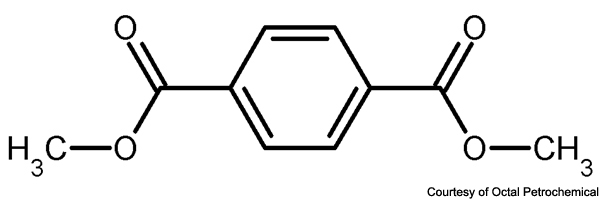 O O
H3C O O CH3
Courtesy of Octal Petrochemical